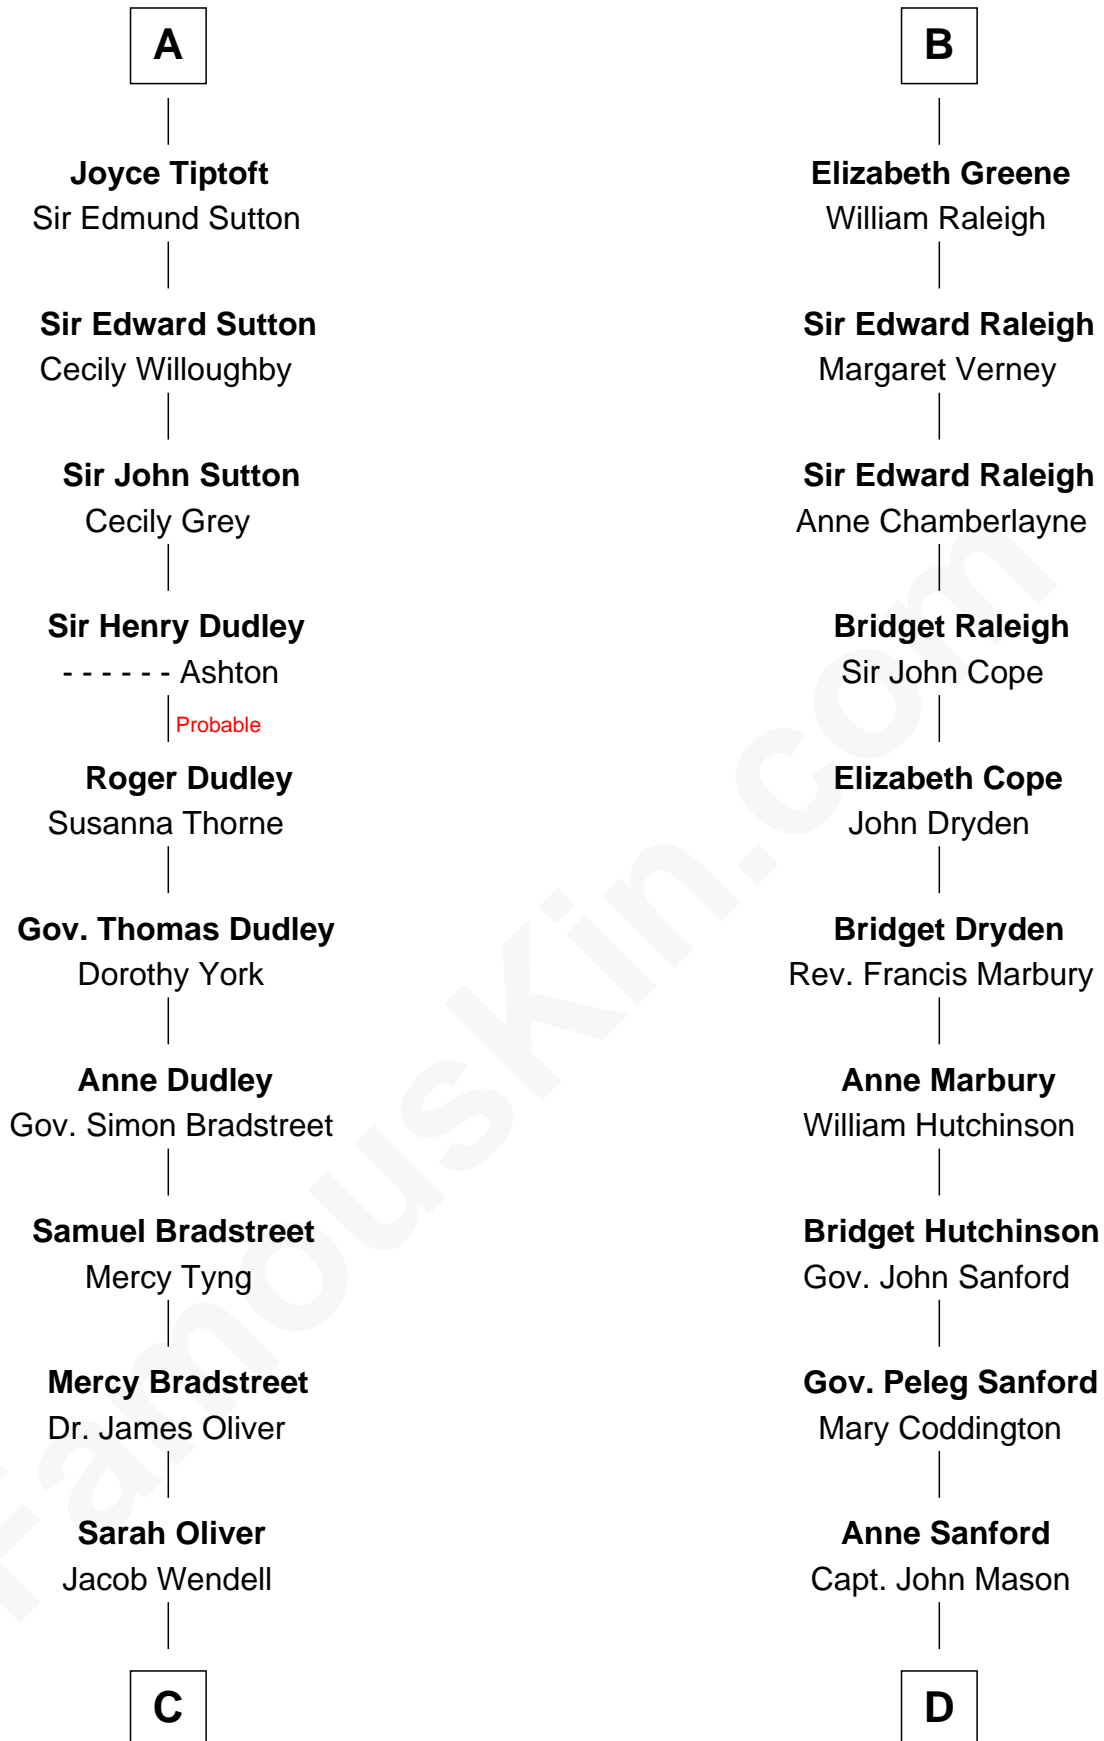 A
Joyce Tiptoft
Sir Edmund Sutton
Sir Edward Sutton
Cecily Willoughby
Sir John Sutton
Cecily Grey
Sir Henry Dudley
- - - - - - Ashton
Probable
Roger Dudley
Susanna Thorne
Gov. Thomas Dudley
Dorothy York
Anne Dudley
Gov. Simon Bradstreet
Samuel Bradstreet
Mercy Tyng
Mercy Bradstreet
Dr. James Oliver
Sarah Oliver
Jacob Wendell
C
B
Elizabeth Greene
William Raleigh
Sir Edward Raleigh
Margaret Verney
Sir Edward Raleigh
Anne Chamberlayne
Bridget Raleigh
Sir John Cope
Elizabeth Cope
John Dryden
Bridget Dryden
Rev. Francis Marbury
Anne Marbury
William Hutchinson
Bridget Hutchinson
Gov. John Sanford
Gov. Peleg Sanford
Mary Coddington
Anne Sanford
Capt. John Mason
D
FamousKin.com